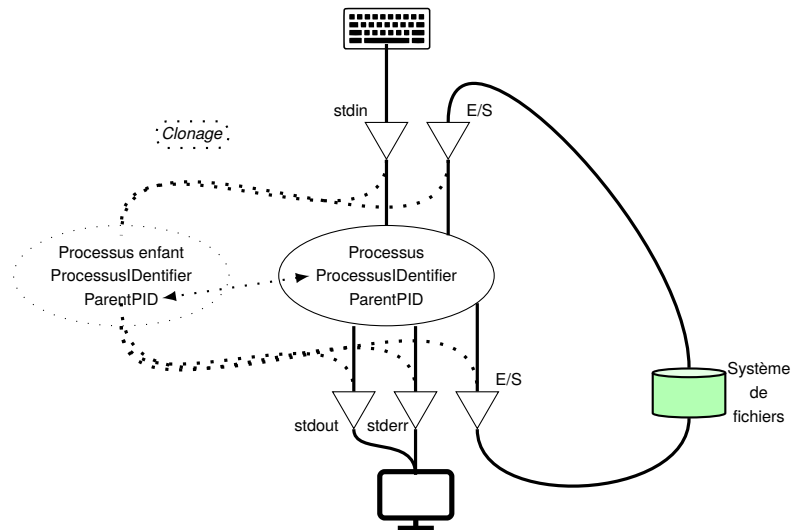 stdin
E/S
Clonage
Processus enfant
ProcessusIDentifier
ParentPID
Processus
ProcessusIDentifier
ParentPID
Système
de
fichiers
E/S
stdout
stderr